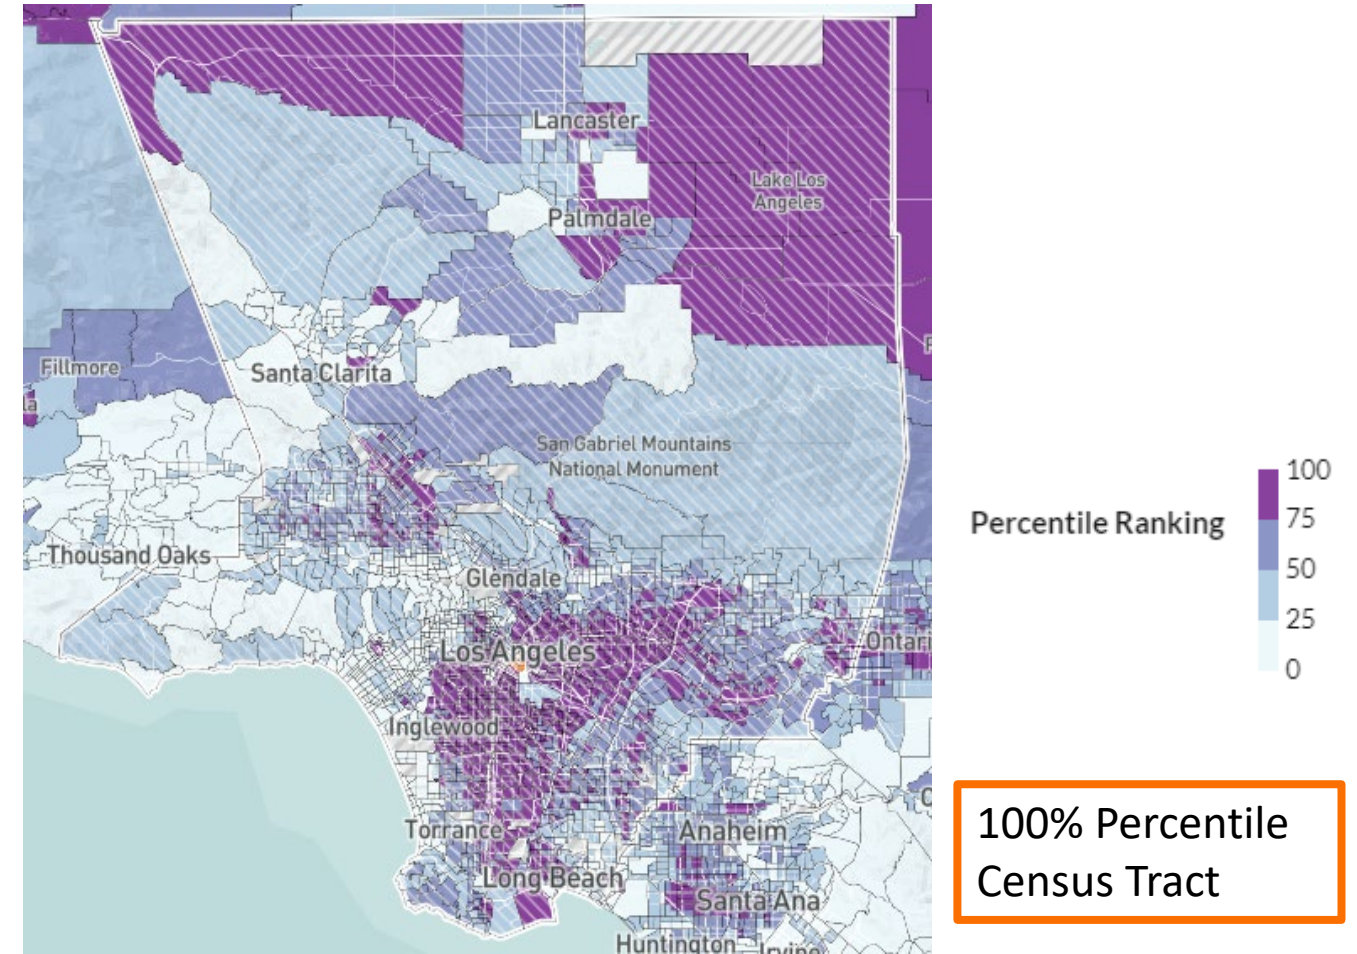 Lancaster
Lake Los
Angeles
Palmdale
Fillmore
Santa Clarita
la
San Gabriel Mountains
National Monument
Thousand Oaks
Glendale
Los Angeles
Ontari
Inglewood
Torrance
Anaheim
Long Beach
Santa Ana
Huntington
Irvine
Percentile Ranking
100
75
50
25
0
100% Percentile
Census Tract